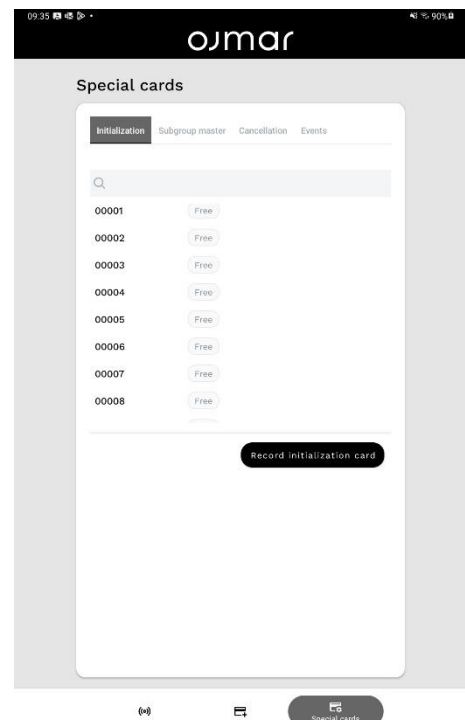 09:35
90%
ojmar
Special cards
Initialization Subgroup master Cancellation Events
00001 Free
00002 Free
00003 Free
00004 Free
00005 Free
00006 Free
00007 Free
00008 Free
Record initialization card
Special cards